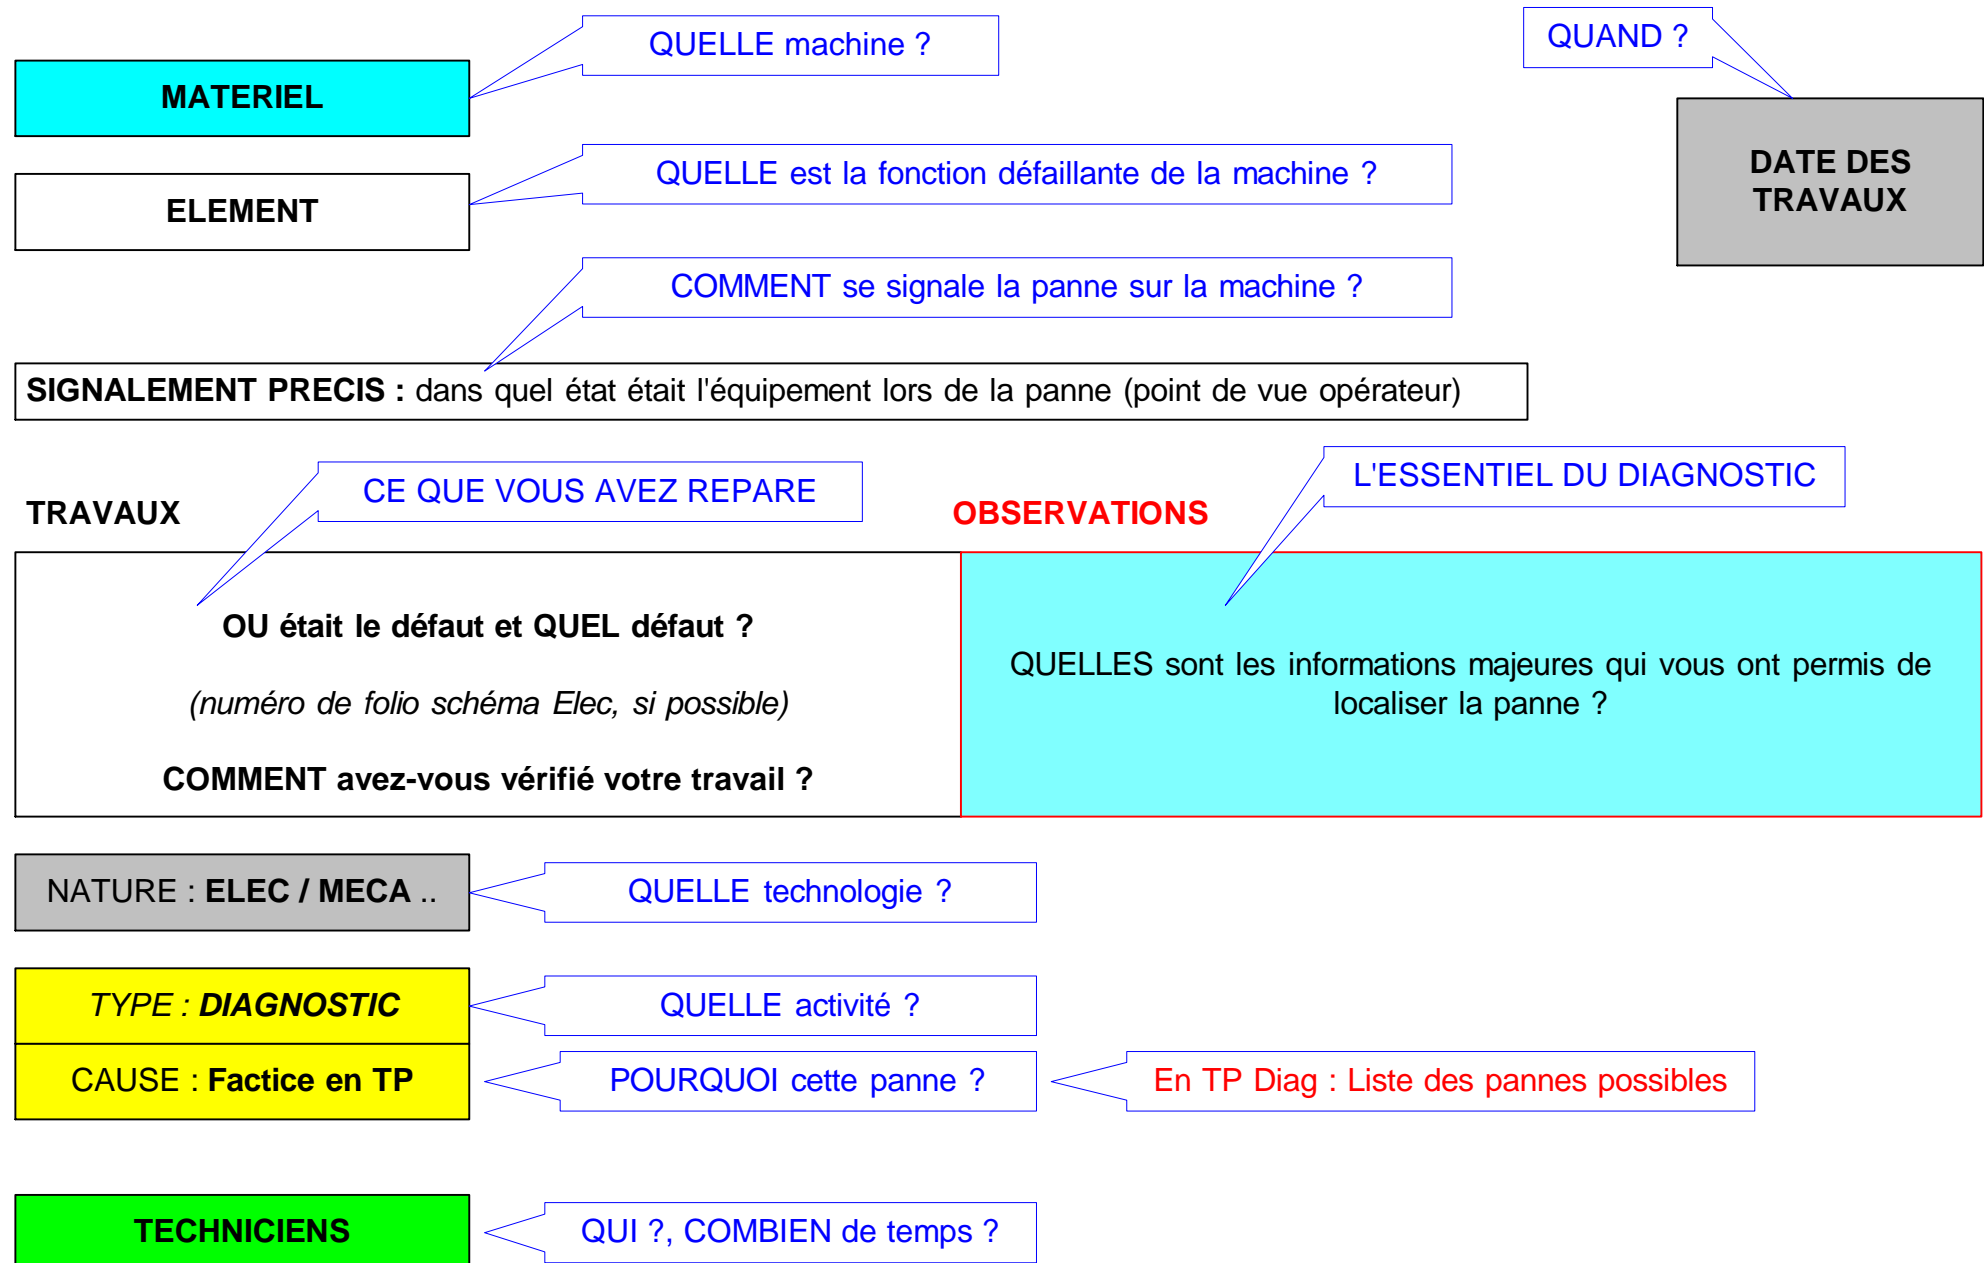 QUELLE machine ?
QUAND ?
MATERIEL
QUELLE est la fonction défaillante de la machine ?
DATE DES
TRAVAUX
ELEMENT
COMMENT se signale la panne sur la machine ?
SIGNALEMENT PRECIS : dans quel état était l'équipement lors de la panne (point de vue opérateur)
CE QUE VOUS AVEZ REPARE
L'ESSENTIEL DU DIAGNOSTIC
TRAVAUX
OBSERVATIONS
OU était le défaut et QUEL défaut ?
(numéro de folio schéma Elec, si possible)
COMMENT avez-vous vérifié votre travail ?
QUELLES sont les informations majeures qui vous ont permis de
localiser la panne ?
NATURE : ELEC / MECA ..
QUELLE technologie ?
TYPE : DIAGNOSTIC
QUELLE activité ?
CAUSE : Factice en TP
POURQUOI cette panne ?
En TP Diag : Liste des pannes possibles
TECHNICIENS
QUI ?, COMBIEN de temps ?